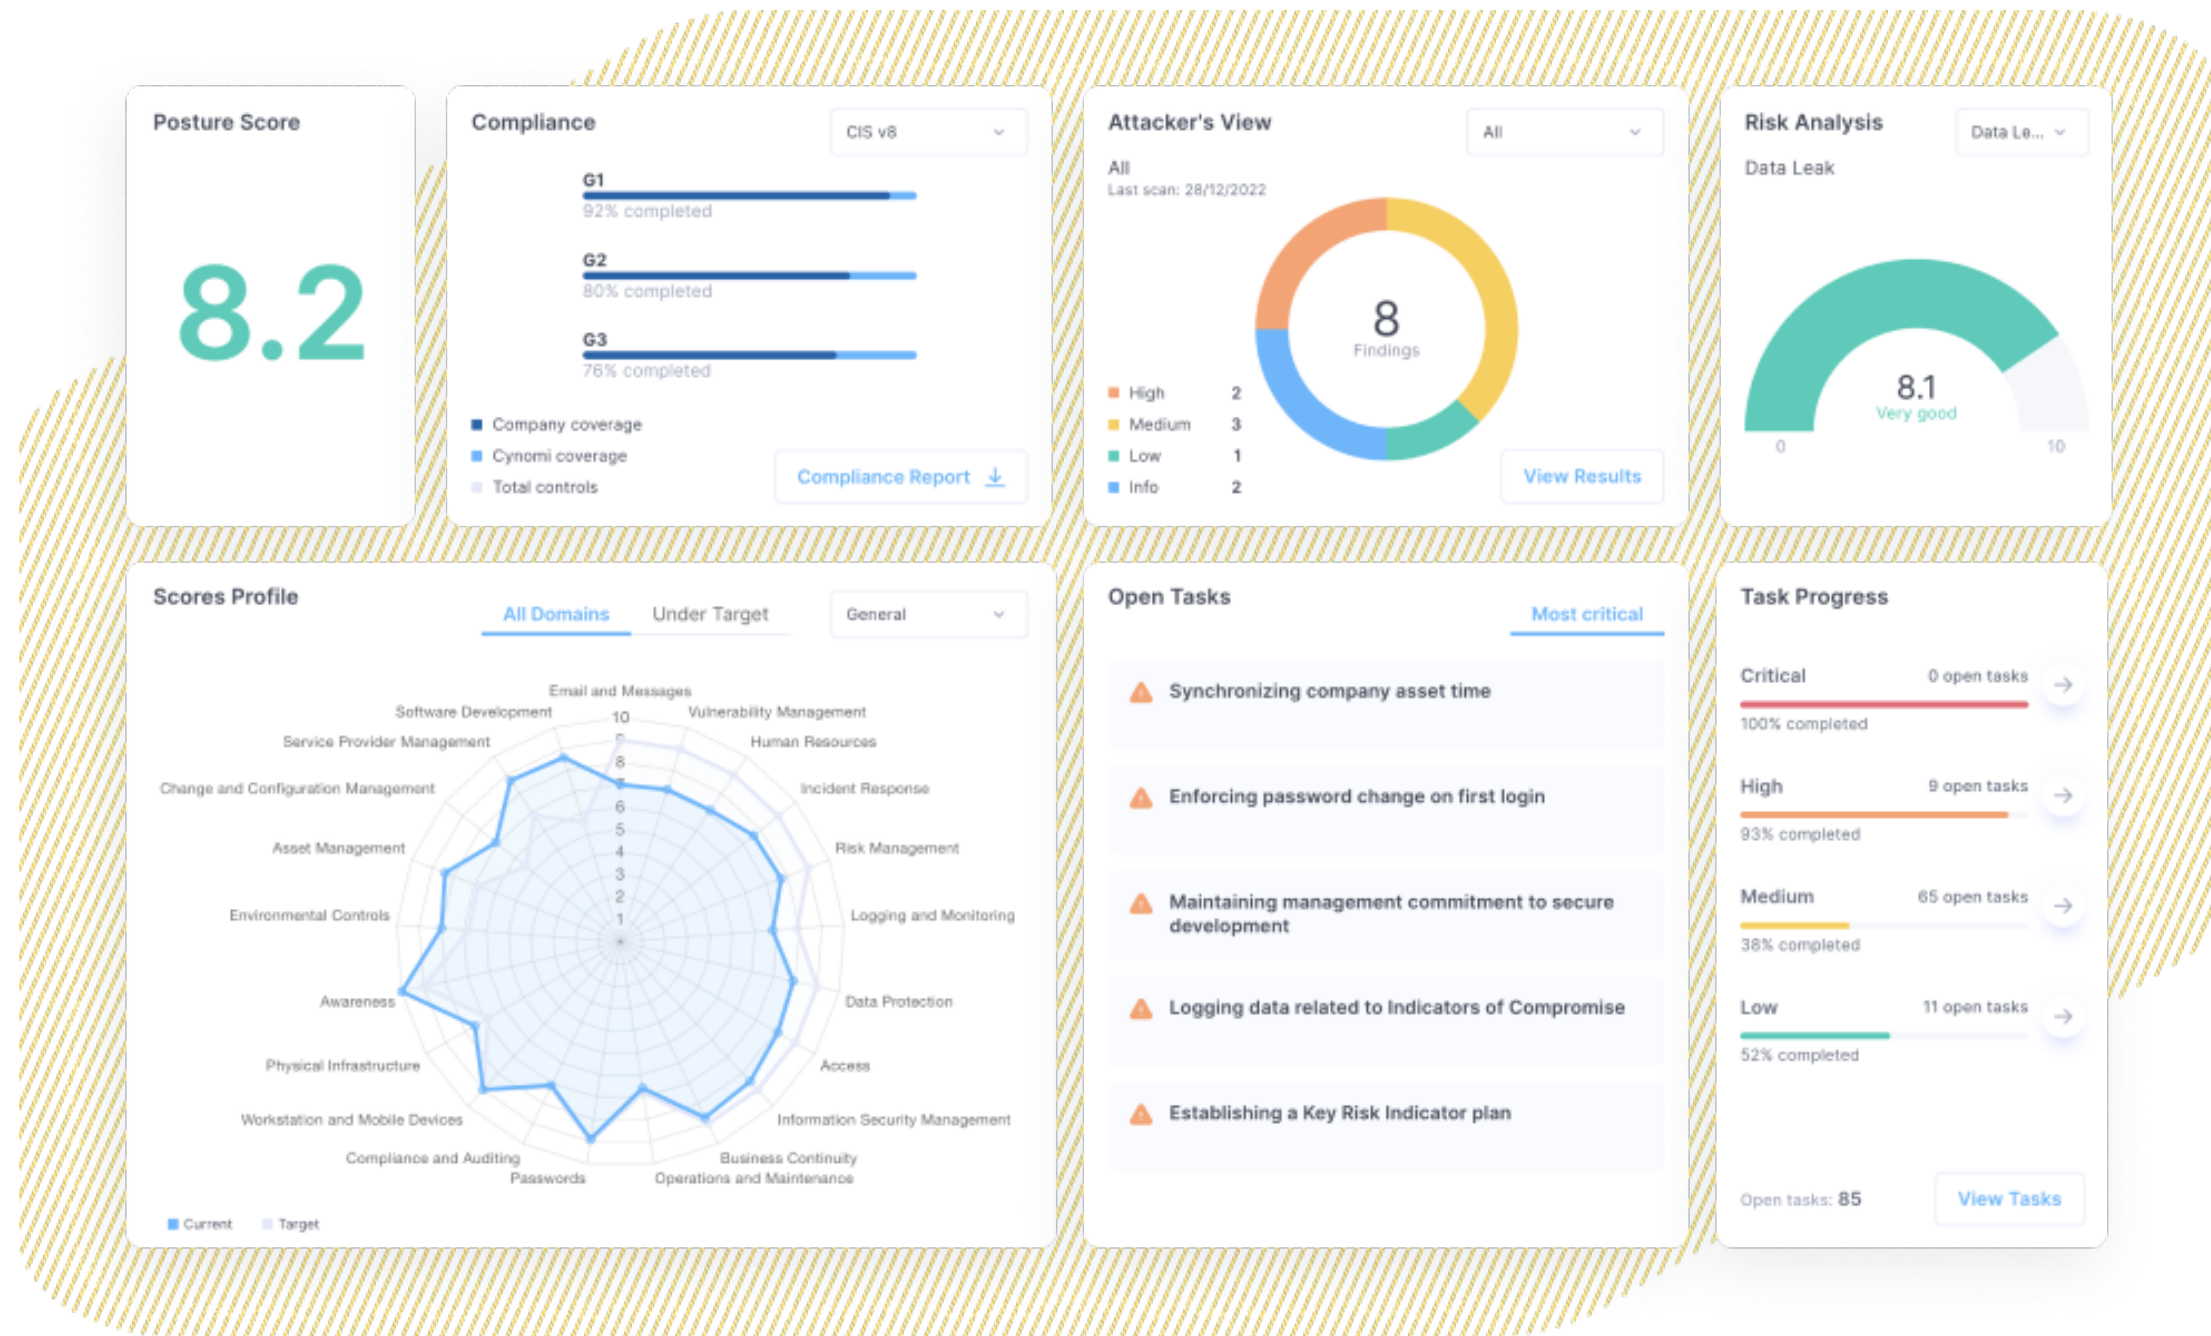 Posture Score
8.2
Compliance
CIS v8
G1
92% completed
G2
80% completed
G3
76% completed
Company coverage
Cynomi coverage
Total controls
Compliance Report
Attacker's View
All
All
Last scan: 28/12/2022
8
Findings
High 2
Medium 3
Low 1
Info 2
View Results
Risk Analysis
Data Le...
Data Leak
8.1
Very good
0
10
Scores Profile
All Domains
Under Target
General
Email and Messages
Software Development
Vulnerability Management
Service Provider Management
Human Resources
Change and Configuration Management
Incident Response
Asset Management
Risk Management
Environmental Controls
Logging and Monitoring
Awareness
Data Protection
Physical Infrastructure
Access
Workstation and Mobile Devices
Information Security Management
Compliance and Auditing
Business Continuity
Passwords
Operations and Maintenance
10
9
8
7
6
5
4
3
2
1
Current
Target
Open Tasks
Most critical
Synchronizing company asset time
Enforcing password change on first login
Maintaining management commitment to secure
development
Logging data related to Indicators of Compromise
Establishing a Key Risk Indicator plan
Task Progress
Critical 0 open tasks
100% completed
High 9 open tasks
93% completed
Medium 65 open tasks
38% completed
Low 11 open tasks
52% completed
Open tasks: 85
View Tasks